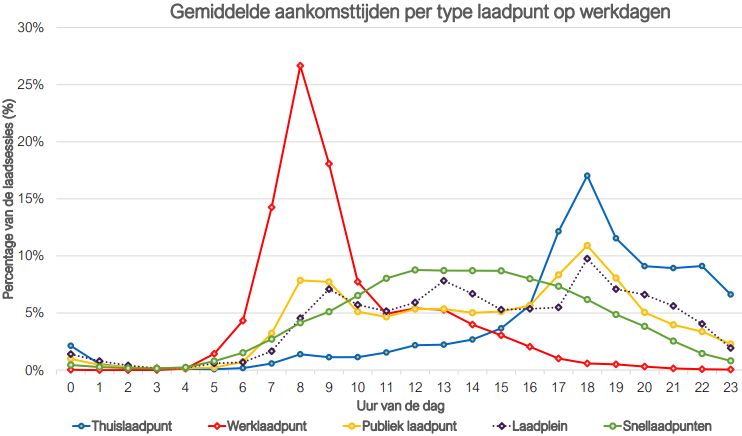 Gemiddelde aankomsttijden per type laadpunt op werkdagen
30%
25%
20%
15%
10%
5%
0%
Percentage van de laadsessies (%)
0 1 2 3 4 5 6 7 8 9 10 11 12 13 14 15 16 17 18 19 20 21 22 23
Uur van de dag
Thuislaadpunt Werklaadpunt Publiek laadpunt Laadplein Snellaadpunten